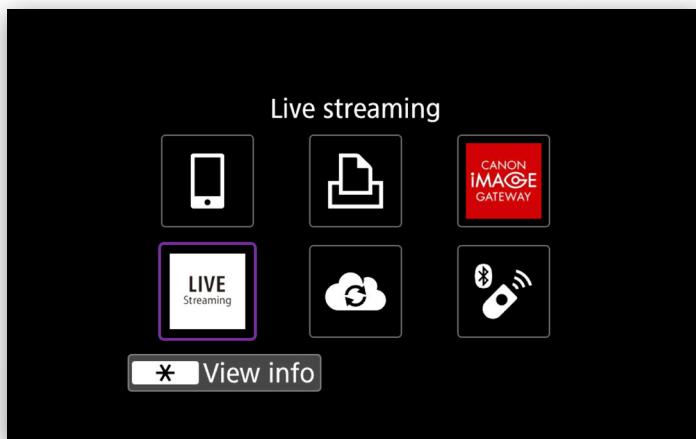 Live streaming
CANON
iMAGE
GATEWAY
LIVE
Streaming
* View info